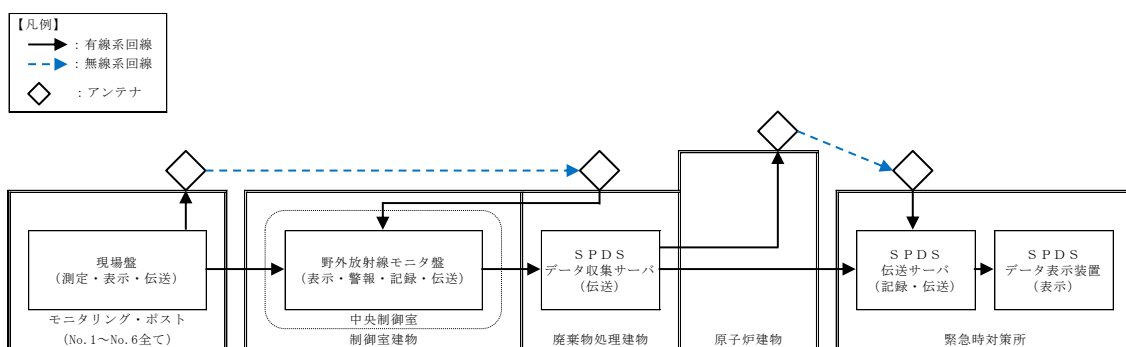 【凡例】
：有線系回線
：無線系回線
：アンテナ
現場盤
（測定・表示・伝送）
モニタリング・ポスト
（No.1～No.6全て）
野外放射線モニタ盤
（表示・警報・記録・伝送）
中央制御室
制御室建物
ＳＰＤＳ
データ収集サーバ
（伝送）
廃棄物処理建物
原子炉建物
ＳＰＤＳ
伝送サーバ
（記録・伝送）
ＳＰＤＳ
データ表示装置
（表示）
緊急時対策所